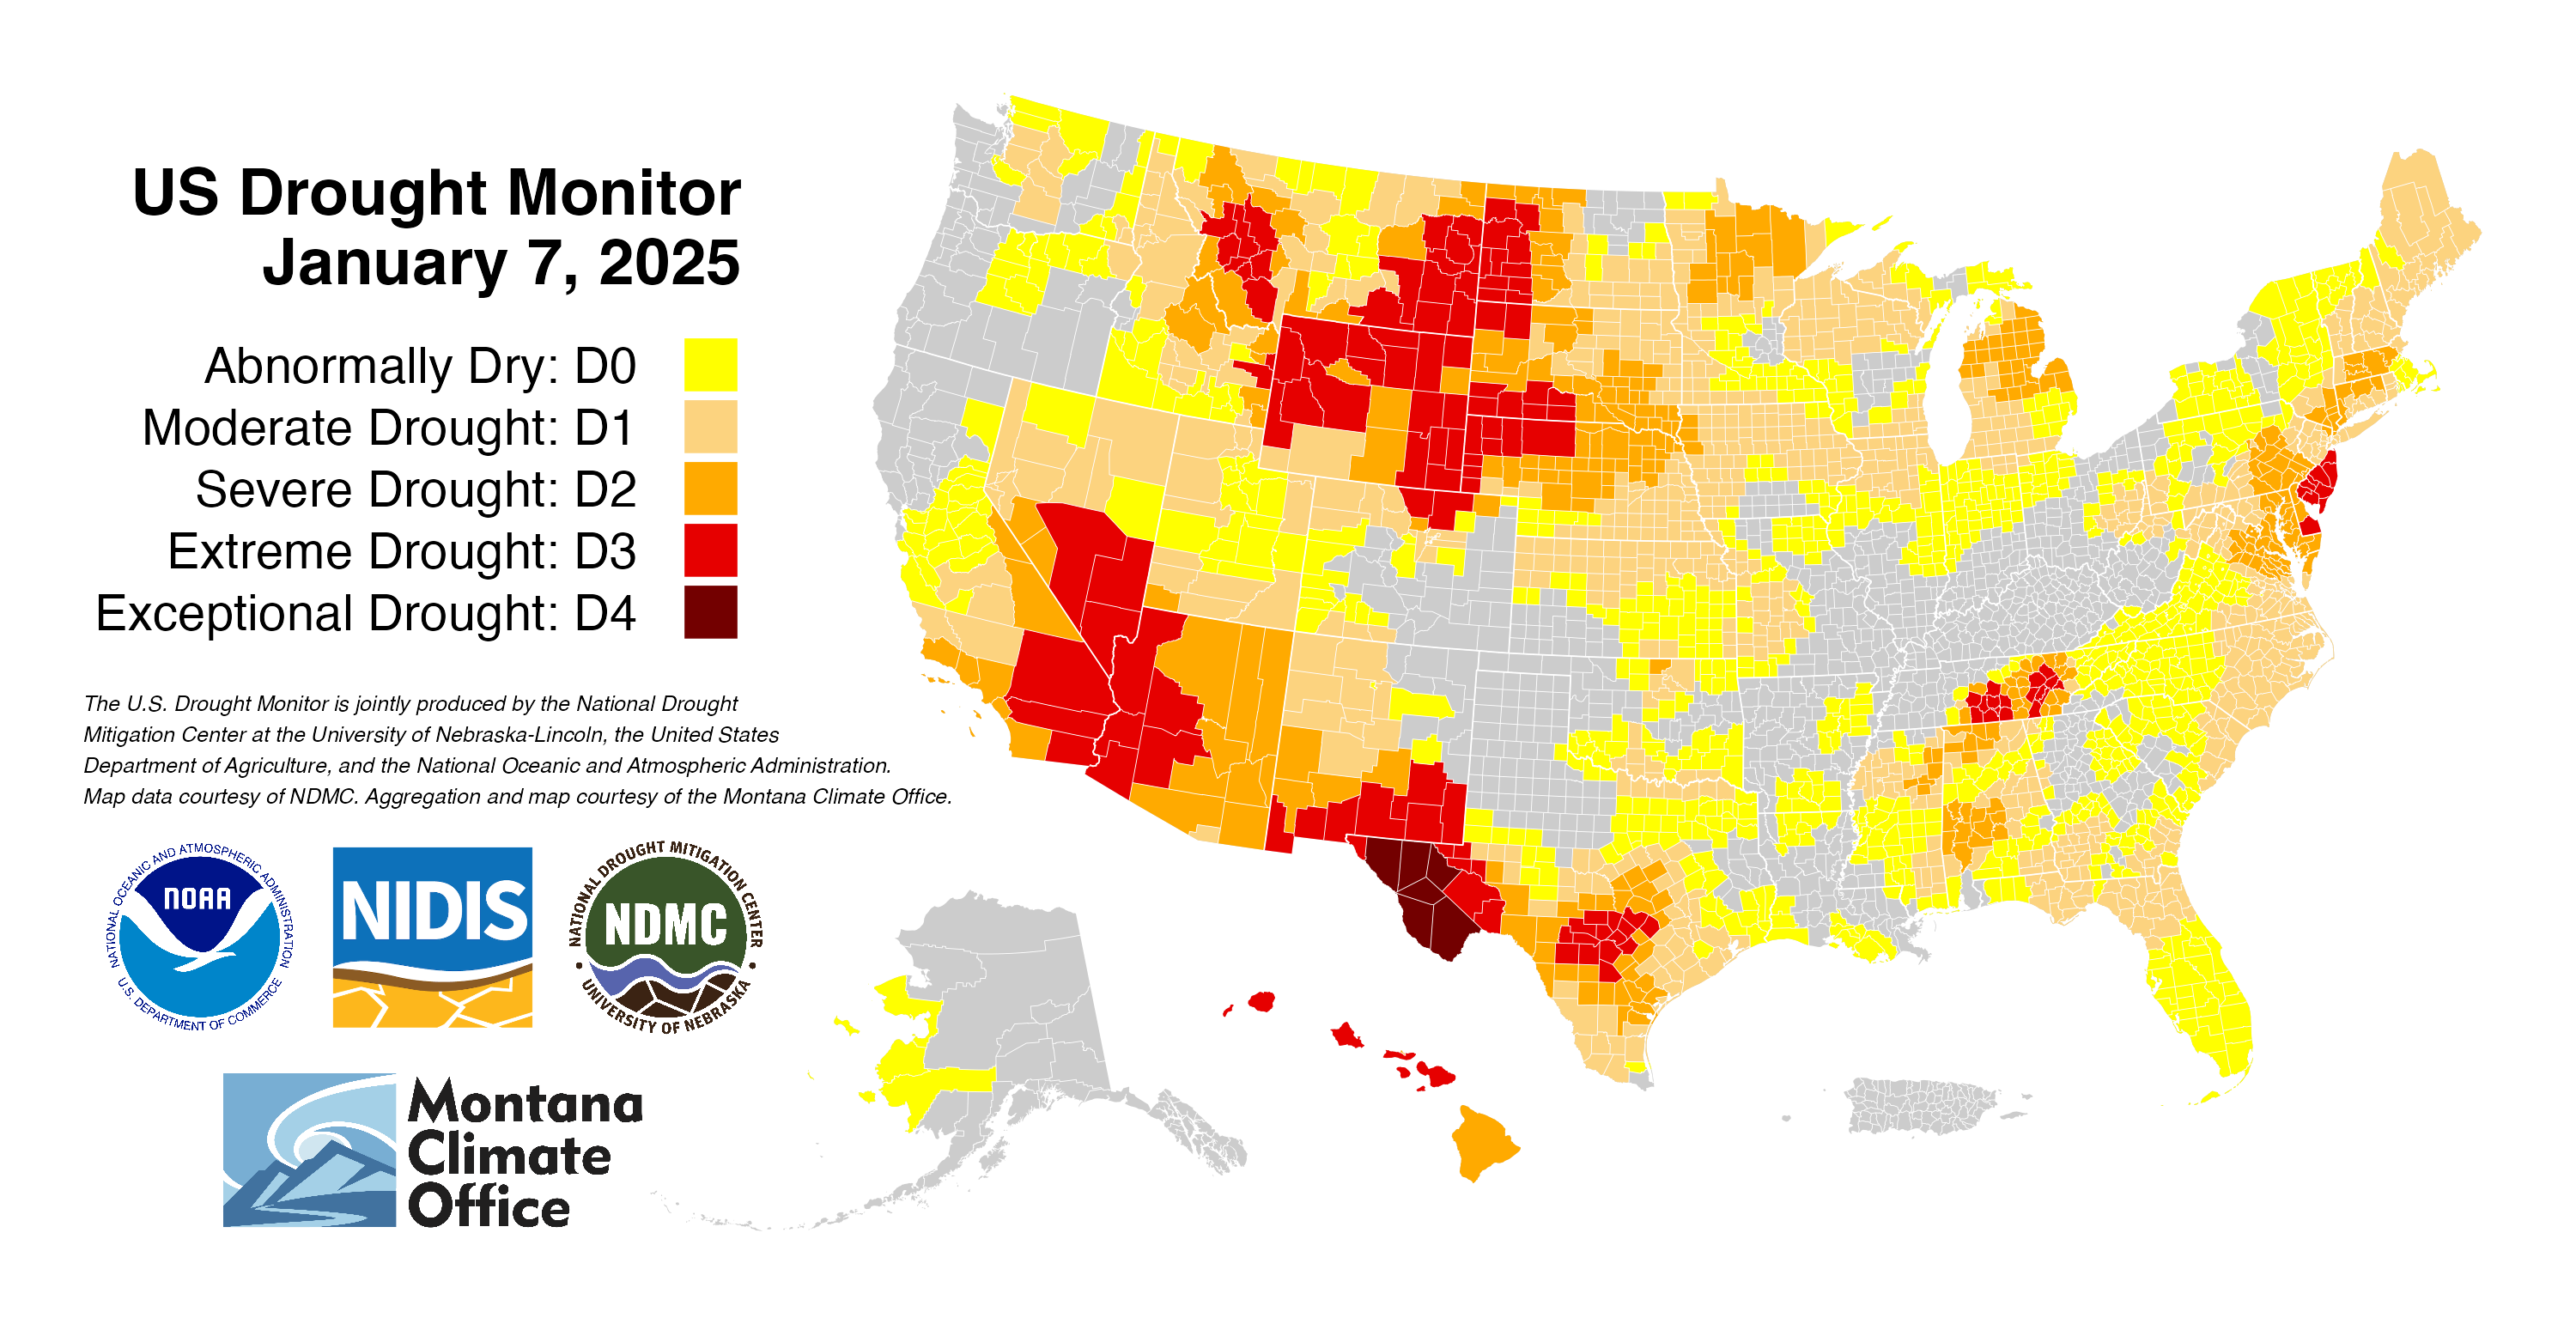 US Drought Monitor
January 7, 2025
Abnormally Dry: D0
Moderate Drought: D1
Severe Drought: D2
Extreme Drought: D3
Exceptional Drought: D4
The U.S. Drought Monitor is jointly produced by the National Drought
Mitigation Center at the University of Nebraska-Lincoln, the United States
Department of Agriculture, and the National Oceanic and Atmospheric Administration.
Map data courtesy of NDMC. Aggregation and map courtesy of the Montana Climate Office.
NATIONAL OCEANIC AND ATMOSPHERIC ADMINISTRATION
NOAA
U.S. DEPARTMENT OF COMMERCE
NIDIS
NATIONAL DROUGHT MITIGATION CENTER
NDMC
UNIVERSITY OF NEBRASKA
Montana
Climate
Office